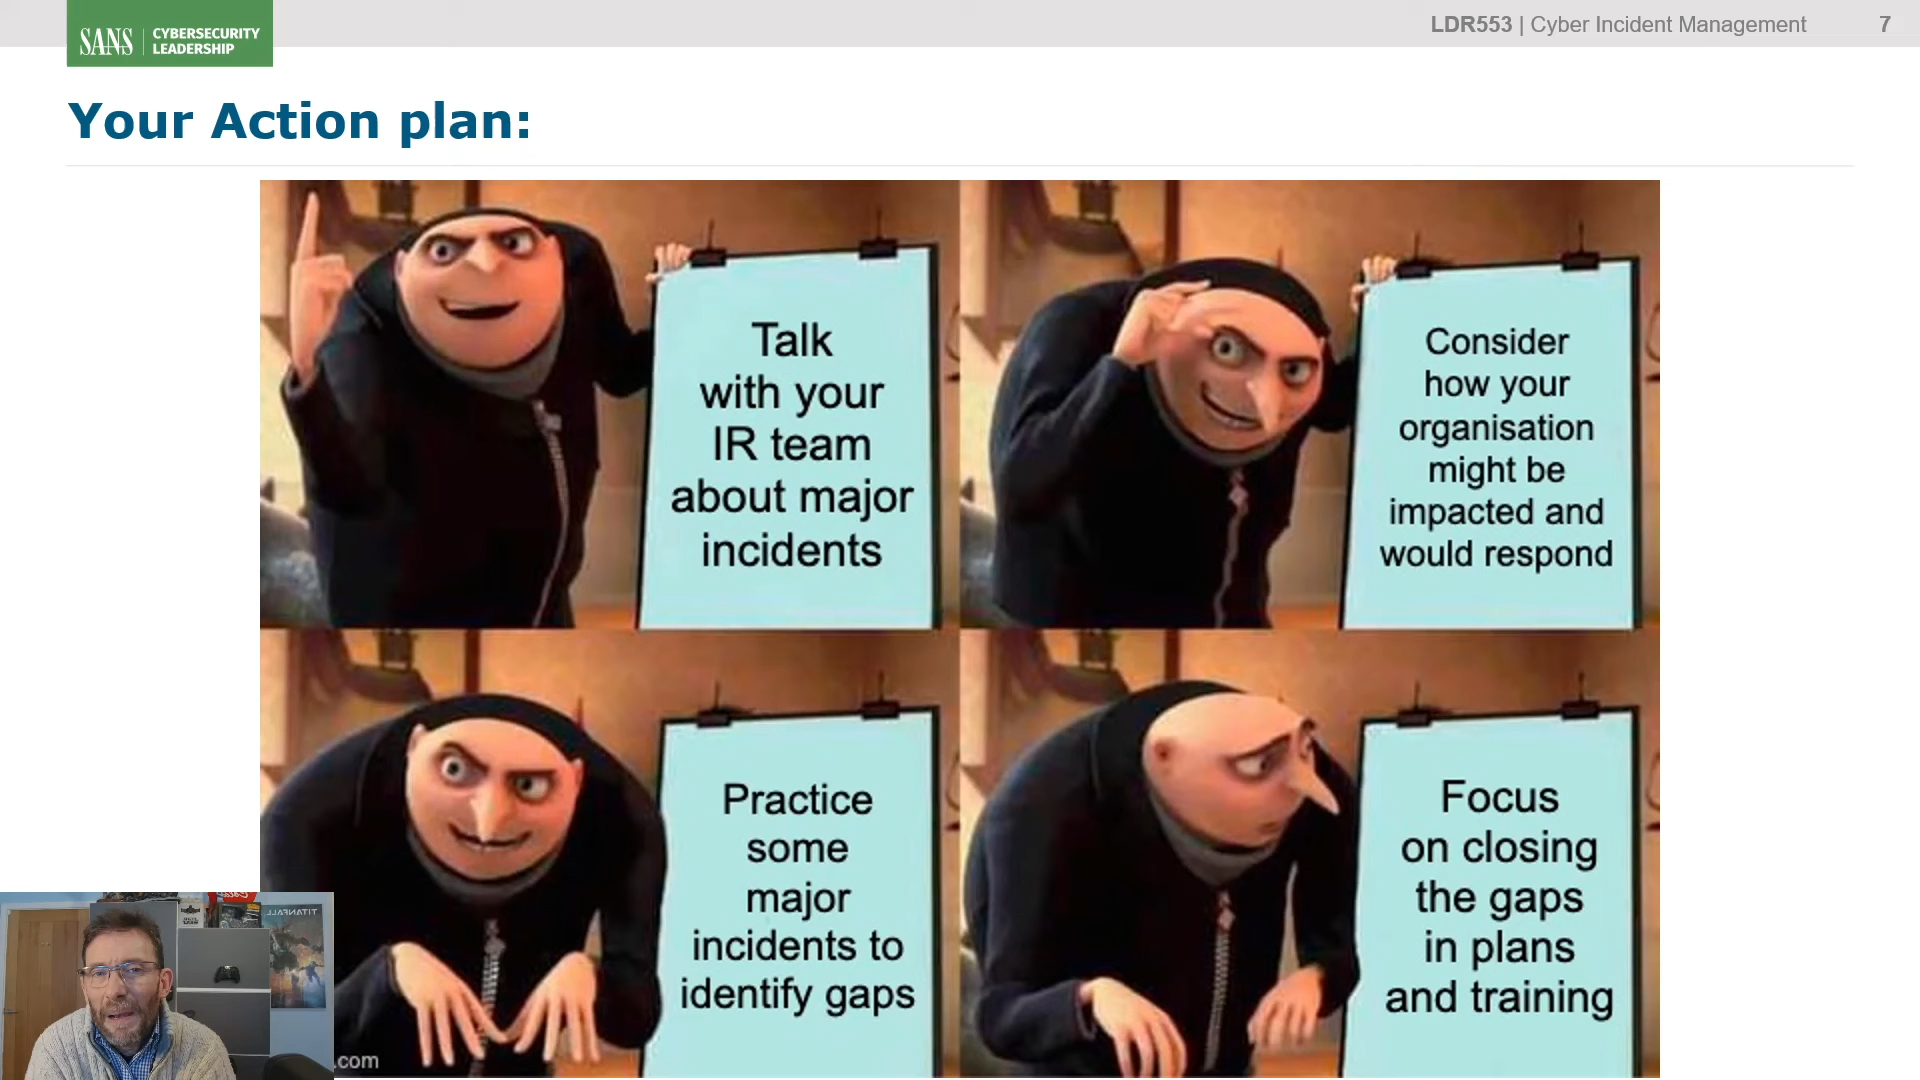 SANS
CYBERSECURITY
LEADERSHIP
LDR553 | Cyber Incident Management
7
Your Action plan:
Talk
with your
IR team
about major
incidents
Consider
how your
organisation
might be
impacted and
would respond
Practice
some
major
incidents to
identify gaps
Focus
on closing
the gaps
in plans
and training
TITANFALL
.com